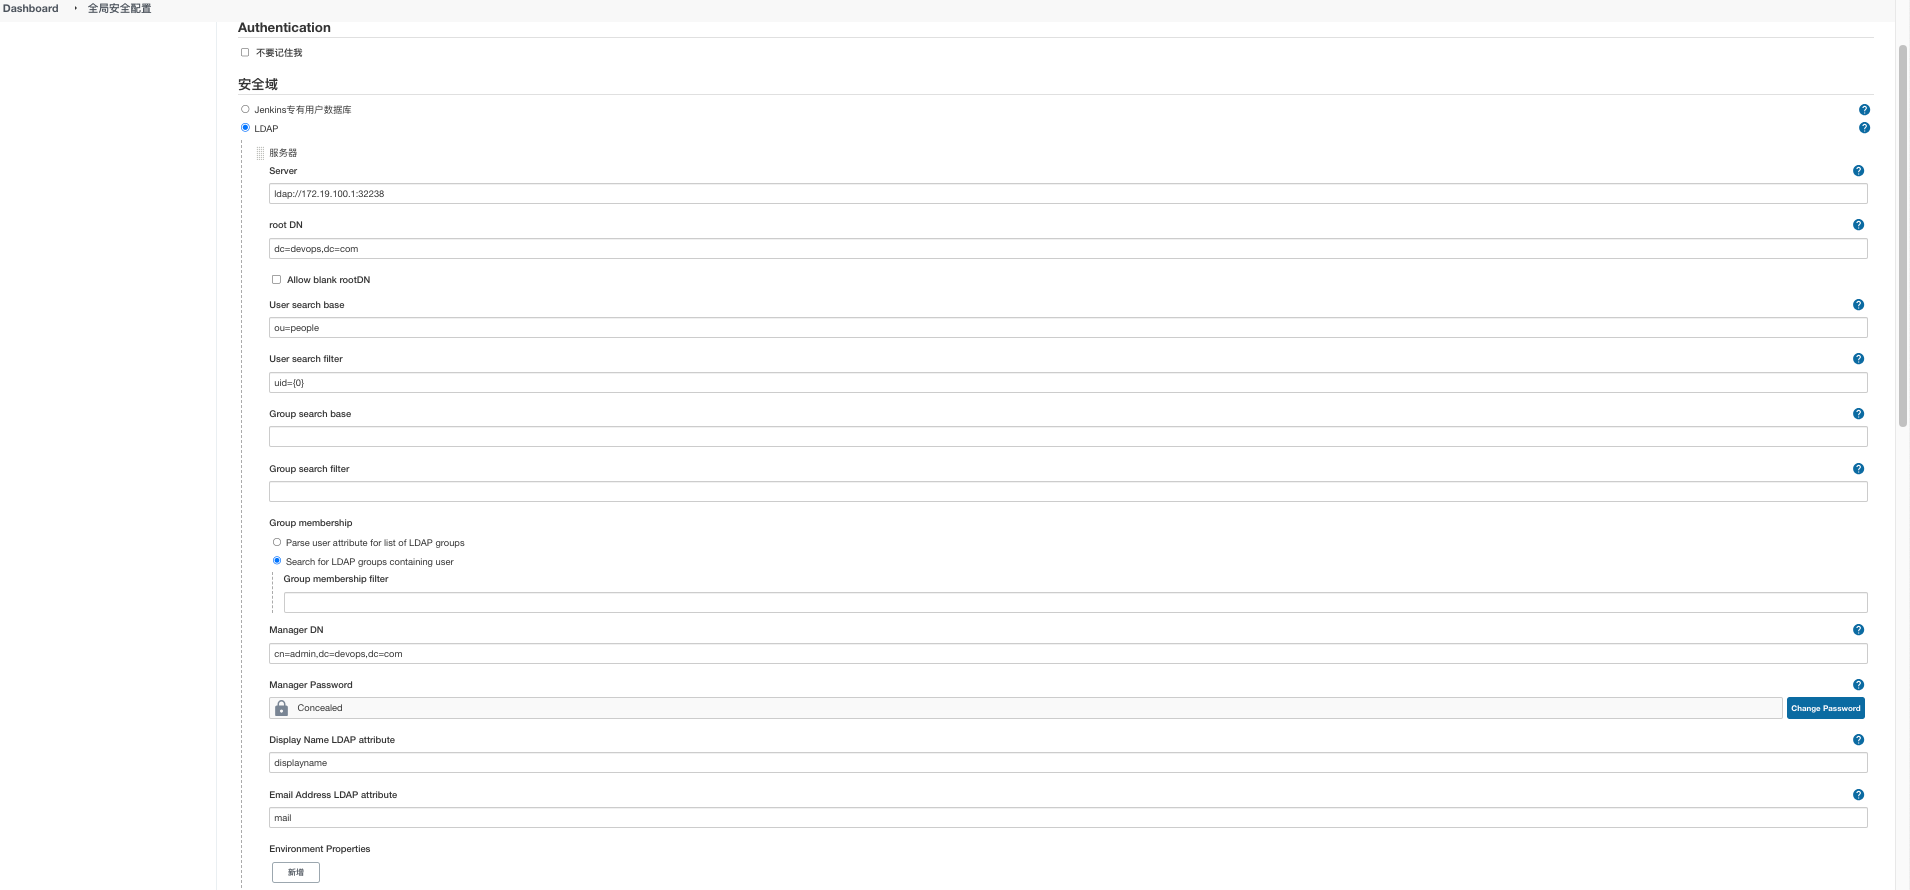 Dashboard · 全局安全配置
Authentication
不要记住我
安全域
Jenkins专有用户数据库
LDAP
服务器
Server
ldap://172.19.100.1:32238
root DN
dc=devops,dc=com
Allow blank rootDN
User search base
ou=people
User search filter
uid={0}
Group search base
Group search filter
Group membership
Parse user attribute for list of LDAP groups
Search for LDAP groups containing user
Group membership filter
Manager DN
cn=admin,dc=devops,dc=com
Manager Password
Concealed
Change Password
Display Name LDAP attribute
displayname
Email Address LDAP attribute
mail
Environment Properties
新增